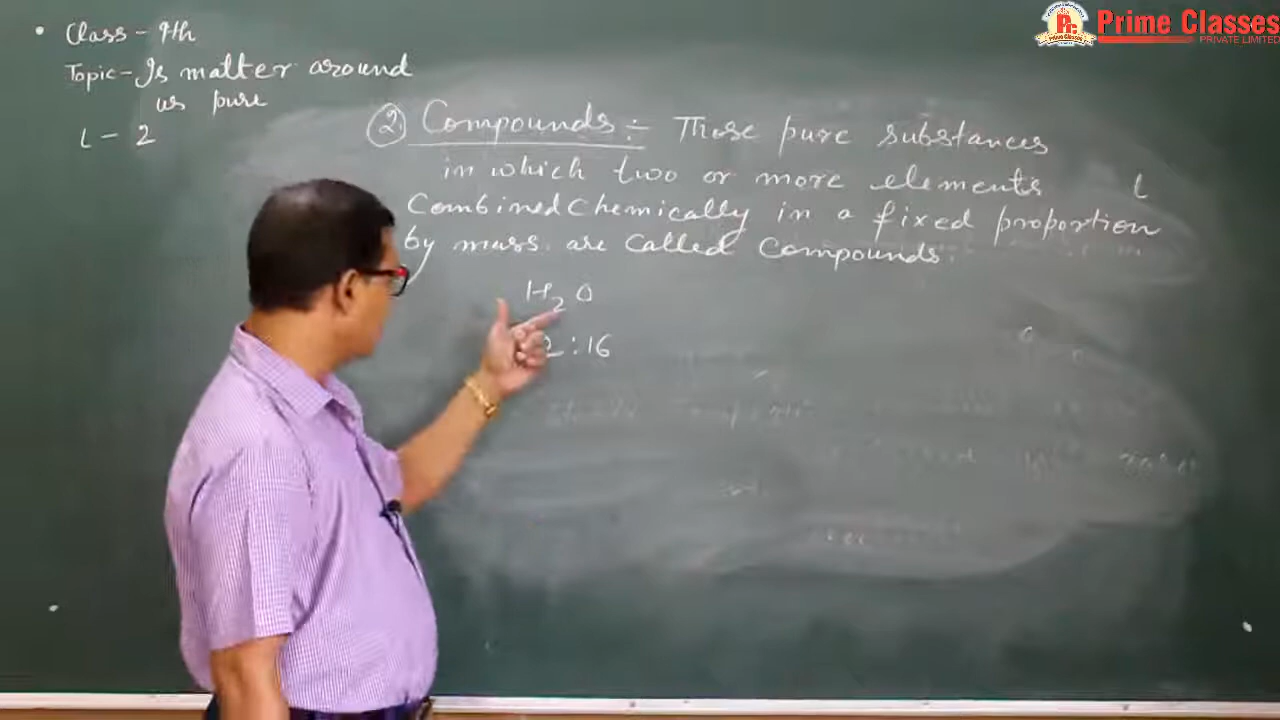 Class - 9th
Topic - Is matter around
us pure
L - 2
Prime Classes
PRIVATE LIMITED
2. Compounds :- Those pure substances
in which two or more elements
Combined Chemically in a fixed proportion
by mass are called Compounds.
H2O
2 : 16